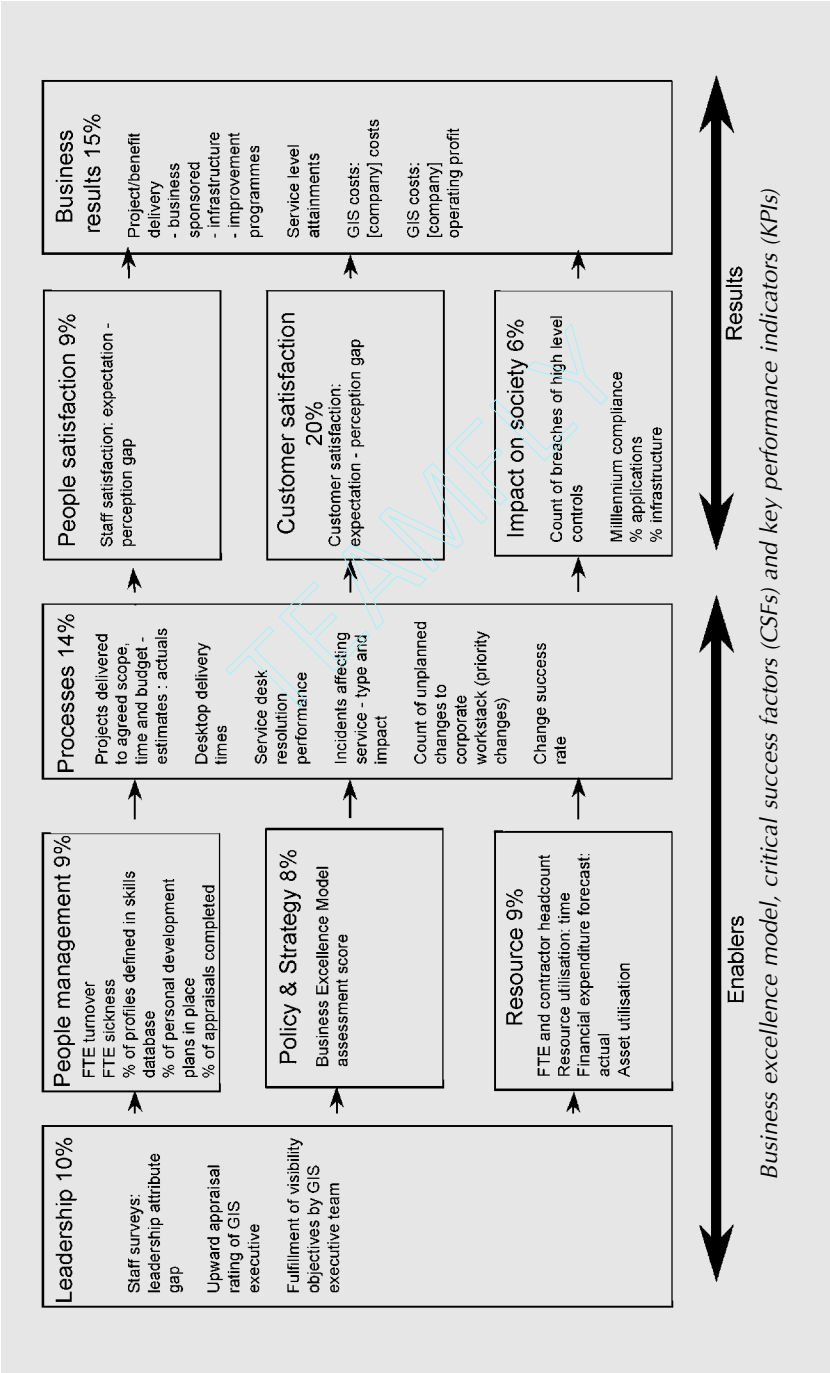 Leadership 10%
Staff surveys:
leadership attribute
gap
Upward appraisal
rating of GIS
executive
Fulfillment of visibility
objectives by GIS
executive team
People management 9%
FTE turnover
FTE sickness
% of profiles defined in skills
database
% of personal development
plans in place
% of appraisals completed
Policy & Strategy 8%
Business Excellence Model
assessment score
Resource 9%
FTE and contractor headcount
Resource utilisation: time
Financial expenditure forecast:
actual
Asset utilisation
Processes 14%
Projects delivered
to agreed scope,
time and budget -
estimates : actuals
Desktop delivery
times
Service desk
resolution
performance
Incidents affecting
service - type and
impact
Count of unplanned
changes to
corporate
workstack (priority
changes)
Change success
rate
People satisfaction 9%
Staff satisfaction: expectation -
perception gap
Customer satisfaction
20%
Customer satisfaction:
expectation - perception gap
Impact on society 6%
Count of breaches of high level
controls
Milllennium compliance
% applications
% infrastructure
Business
results 15%
Project/benefit
delivery
- business
sponsored
- infrastructure
- improvement
programmes
Service level
attainments
GIS costs:
[company] costs
GIS costs:
[company]
operating profit
Enablers
Results
Business excellence model, critical success factors (CSFs) and key performance indicators (KPIs)
TEAMFLY